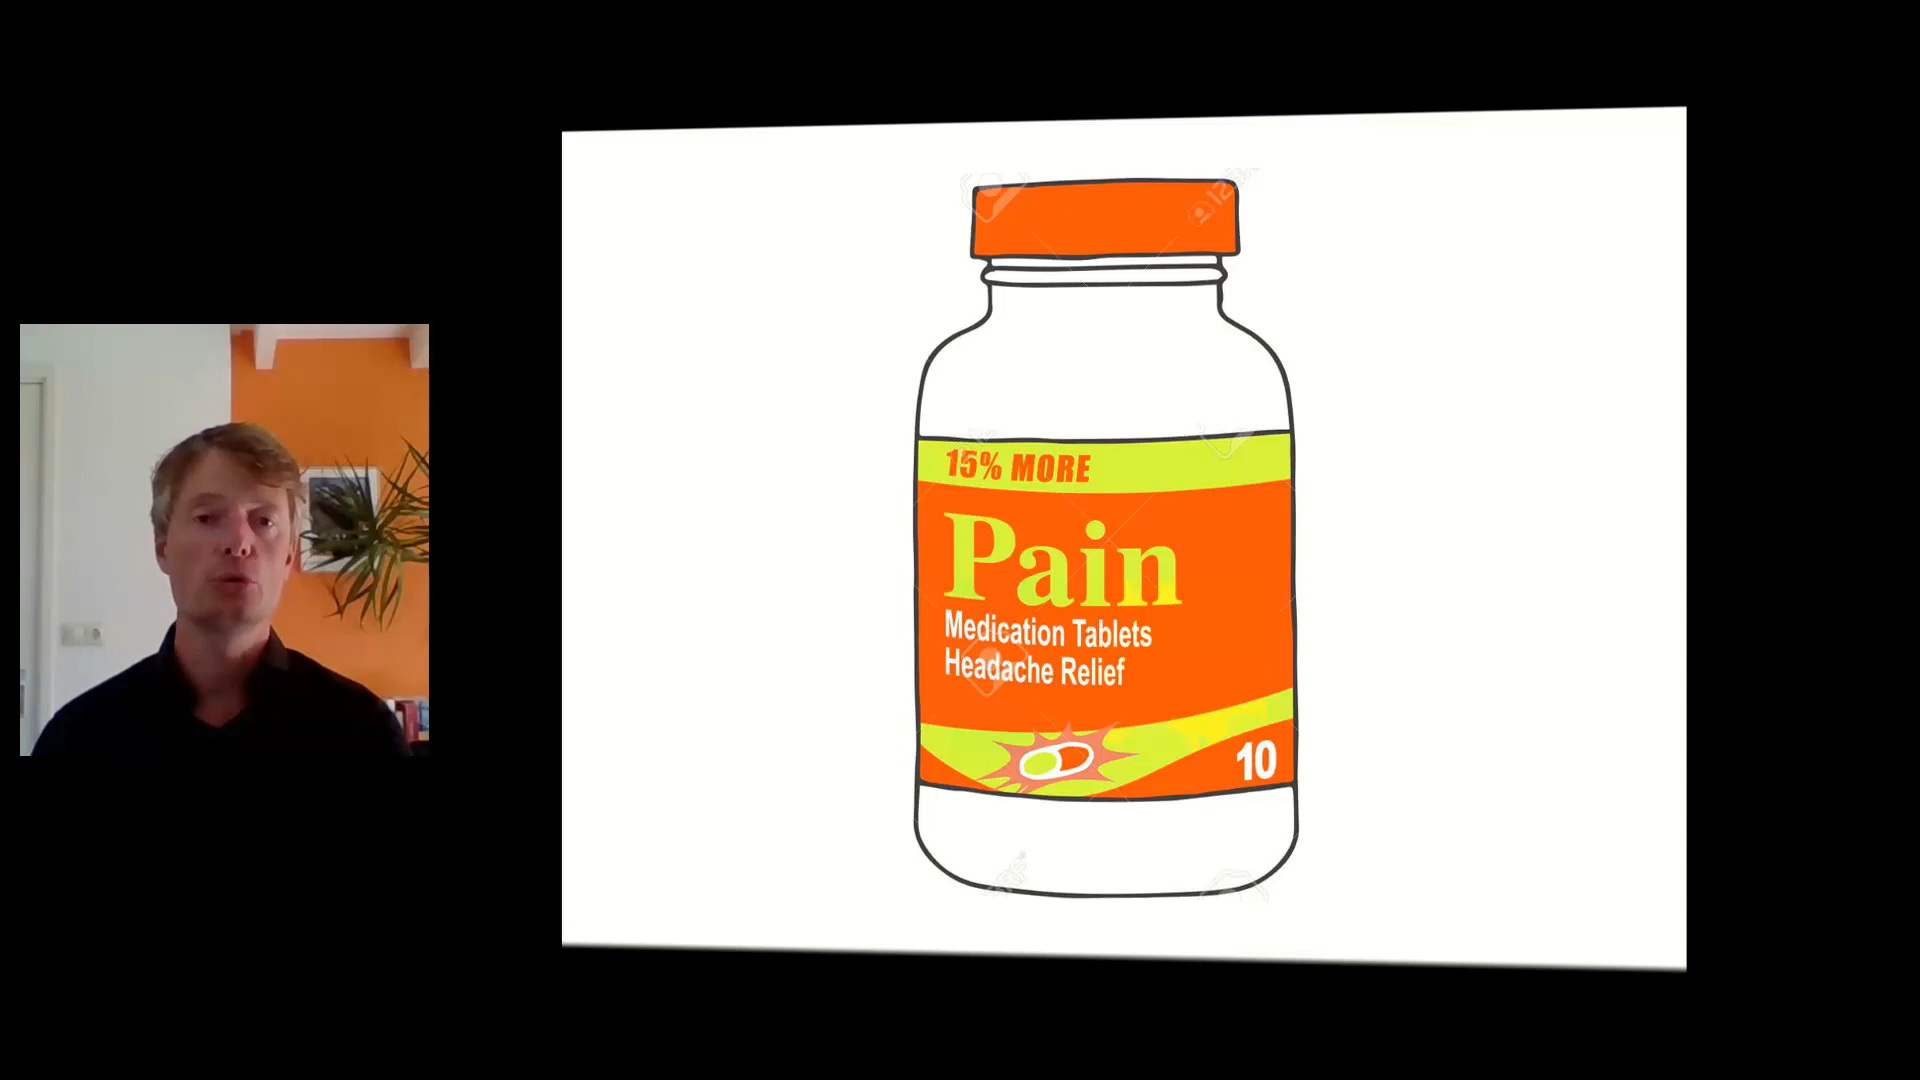 15% MORE
Pain
Medication Tablets
Headache Relief
10